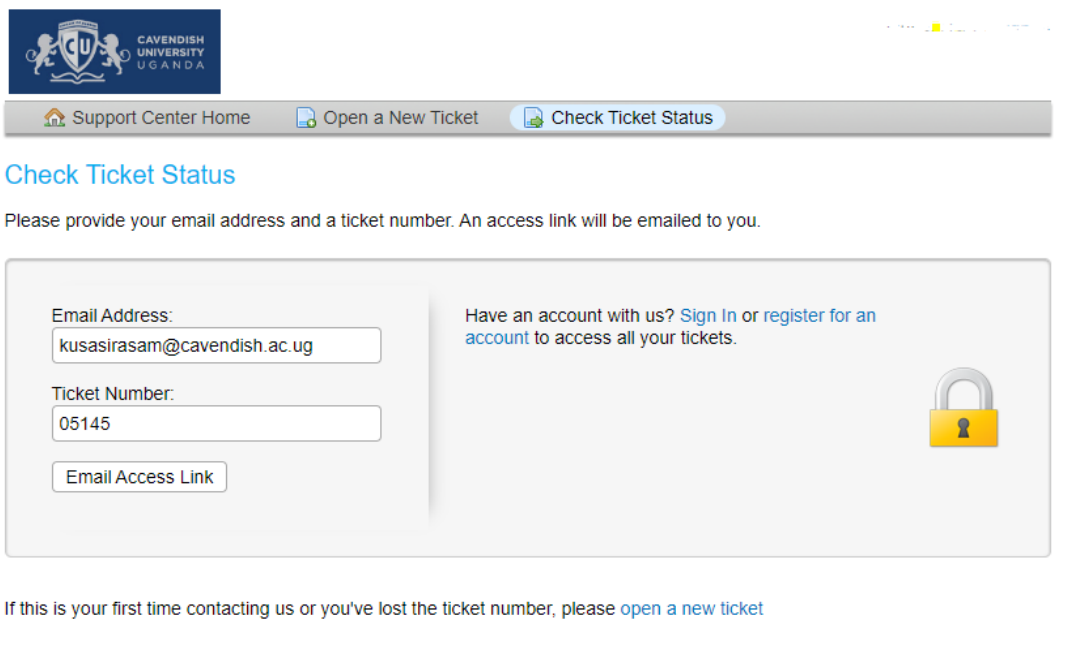 CAVENDISH
UNIVERSITY
UGANDA
CU
Support Center Home Open a New Ticket Check Ticket Status
Check Ticket Status
Please provide your email address and a ticket number. An access link will be emailed to you.
Email Address:
kusasirasam@cavendish.ac.ug
Ticket Number:
05145
Email Access Link
Have an account with us? Sign In or register for an
account to access all your tickets.
If this is your first time contacting us or you've lost the ticket number, please open a new ticket